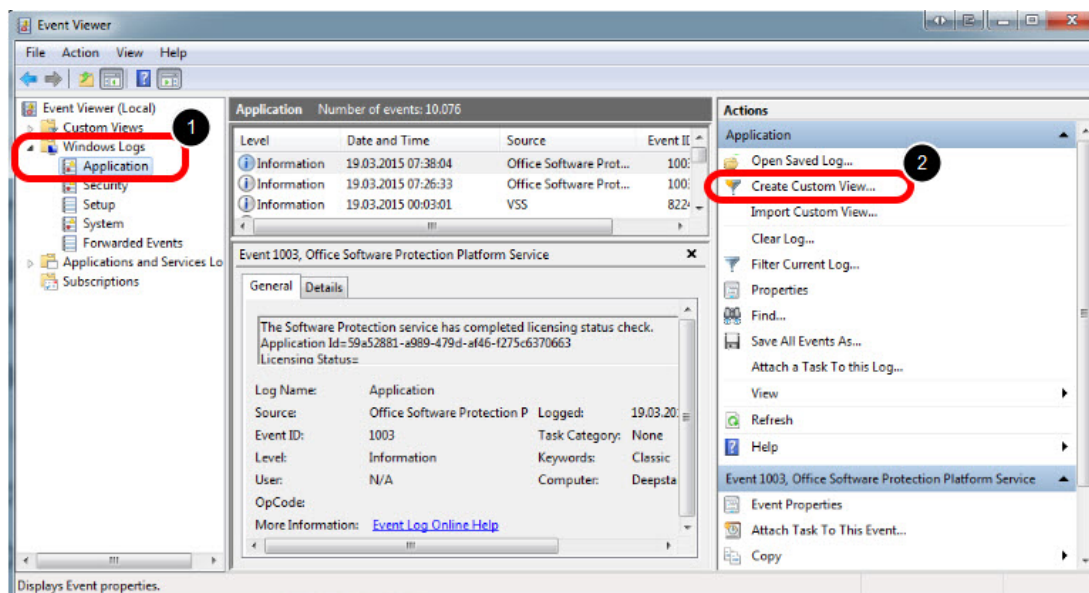 Event Viewer
File Action View Help
Event Viewer (Local)
Custom Views
1
Windows Logs
Application
Security
Setup
System
Forwarded Events
Applications and Services Lo
Subscriptions
Application Number of events: 10.076
Level Date and Time Source Event
Information 19.03.2015 07:38:04 Office Software Prot... 100
Information 19.03.2015 07:26:33 Office Software Prot... 100
Information 19.03.2015 00:03:01 VSS 822
Event 1003, Office Software Protection Platform Service
General Details
The Software Protection service has completed licensing status check.
Application Id=59a52881-a989-479d-af46-f275c6370663
Licensing Status=
Log Name: Application
Source: Office Software Protection P Logged: 19.03.20
Event ID: 1003 Task Category: None
Level: Information Keywords: Classic
User: N/A Computer: Deepsta
OpCode:
More Information: Event Log Online Help
Actions
Application
Open Saved Log...
2
Create Custom View...
Import Custom View...
Clear Log...
Filter Current Log...
Properties
Find...
Save All Events As...
Attach a Task To this Log...
View
Refresh
Help
Event 1003, Office Software Protection Platform Service
Event Properties
Attach Task To This Event...
Copy
Displays Event properties.